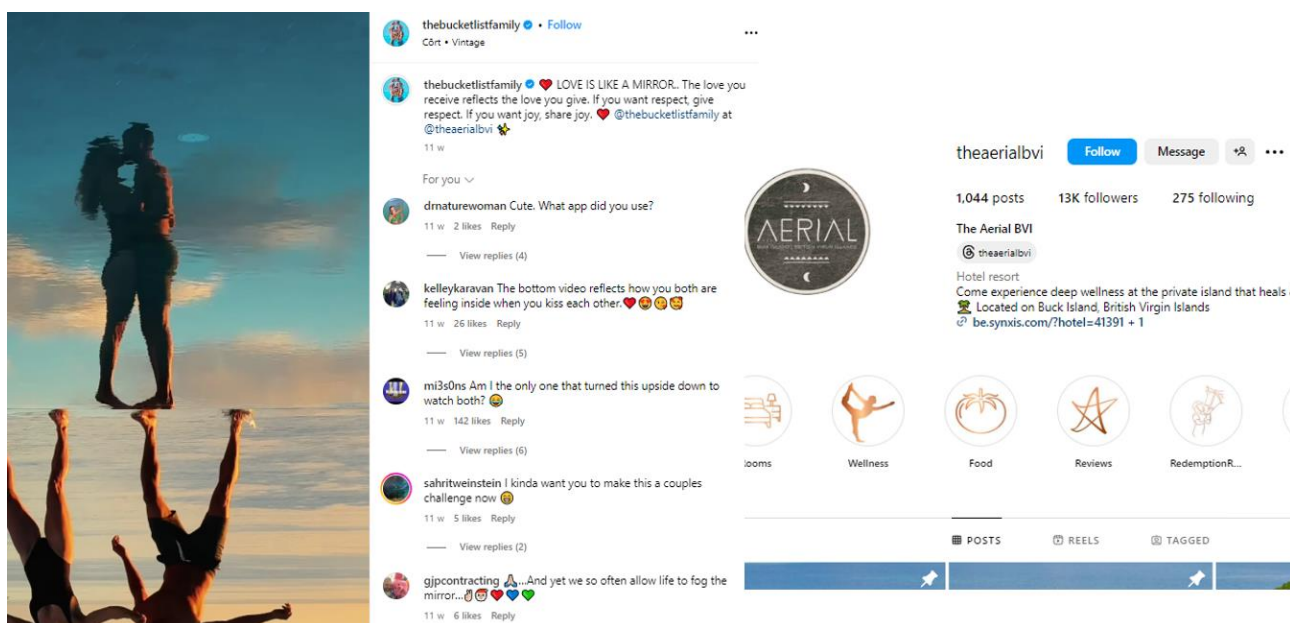 thebucketlistfamily • Follow
Côrt • Vintage
thebucketlistfamily ❤️ LOVE IS LIKE A MIRROR.. The love you
receive reflects the love you give. If you want respect, give
respect. If you want joy, share joy. ❤️ @thebucketlistfamily at
@theaerialbvi ✨
11 w
For you
drnaturewoman Cute. What app did you use?
11 w 2 likes Reply
View replies (4)
kelleykaravan The bottom video reflects how you both are
feeling inside when you kiss each other.❤️😍😘🥰
11 w 26 likes Reply
View replies (5)
mi3s0ns Am I the only one that turned this upside down to
watch both? 😂
11 w 142 likes Reply
View replies (6)
sahritweinstein I kinda want you to make this a couples
challenge now 😩
11 w 5 likes Reply
View replies (2)
gjpcontracting 🙏...And yet we so often allow life to fog the
mirror...✌🎅❤️💙💚
11 w 6 likes Reply
AERIAL
theaerialbvi Follow Message
1,044 posts 13K followers 275 following
The Aerial BVI
theaerialbvi
Hotel resort
Come experience deep wellness at the private island that heals
Located on Buck Island, British Virgin Islands
be.synxis.com/?hotel=41391 + 1
ooms Wellness Food Reviews RedemptionR...
POSTS REELS TAGGED